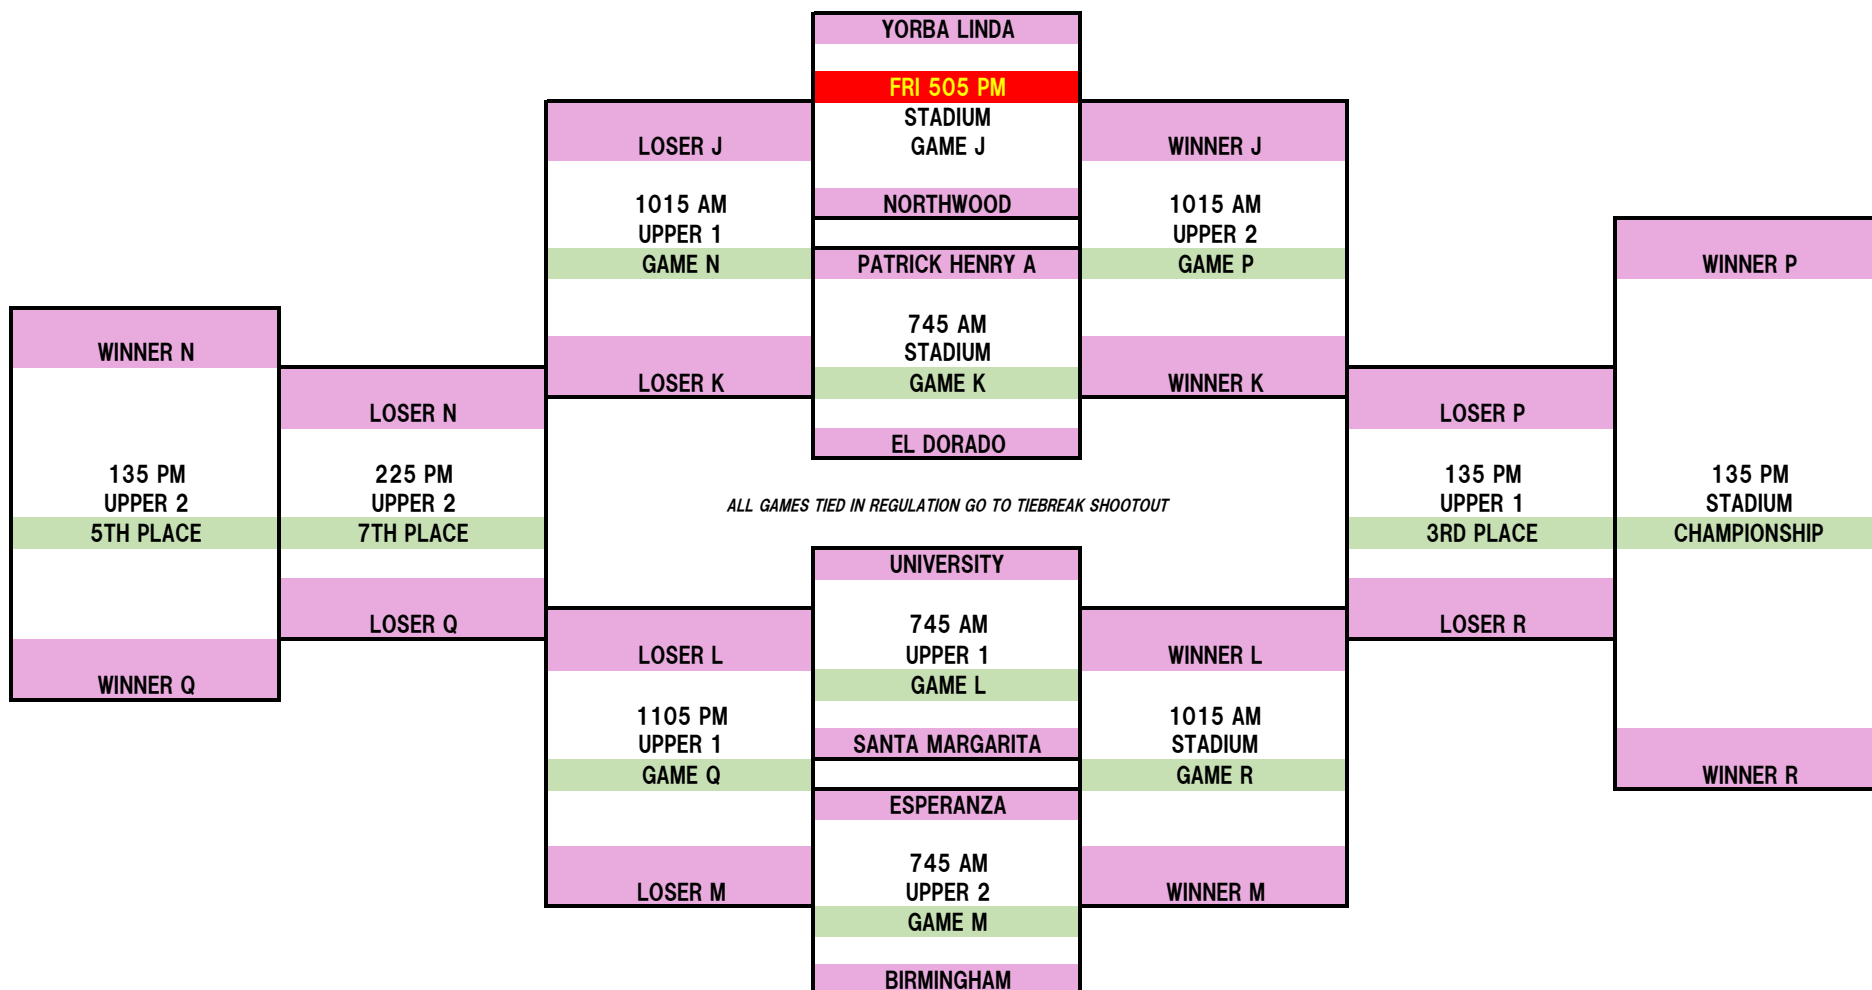 YORBA LINDA
FRI 505 PM
STADIUM
GAME J
NORTHWOOD
LOSER J
1015 AM
UPPER 1
GAME N
LOSER K
WINNER J
1015 AM
UPPER 2
GAME P
WINNER K
PATRICK HENRY A
745 AM
STADIUM
GAME K
EL DORADO
WINNER N
135 PM
UPPER 2
5TH PLACE
WINNER Q
LOSER N
225 PM
UPPER 2
7TH PLACE
LOSER Q
ALL GAMES TIED IN REGULATION GO TO TIEBREAK SHOOTOUT
LOSER P
135 PM
UPPER 1
3RD PLACE
LOSER R
WINNER P
135 PM
STADIUM
CHAMPIONSHIP
WINNER R
UNIVERSITY
745 AM
UPPER 1
GAME L
SANTA MARGARITA
LOSER L
1105 PM
UPPER 1
GAME Q
LOSER M
WINNER L
1015 AM
STADIUM
GAME R
WINNER M
ESPERANZA
745 AM
UPPER 2
GAME M
BIRMINGHAM